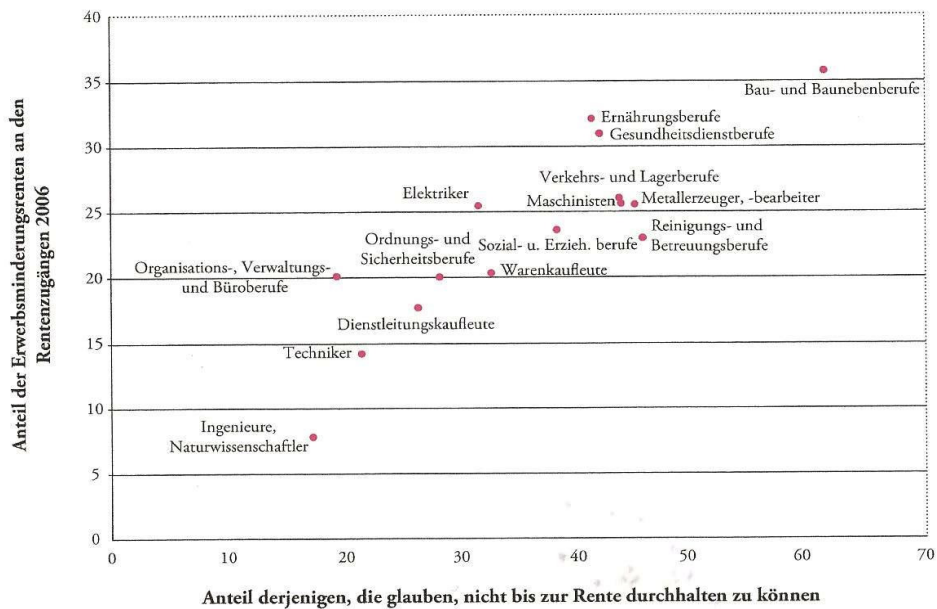 Anteil der Erwerbsminderungsrenten an den
Rentenzugängen 2006
40
35
30
25
20
15
10
5
0
Bau- und Baunebenberufe
Ernährungsberufe
Gesundheitsdienstberufe
Verkehrs- und Lagerberufe
Elektriker
Maschinisten
Metallerzeuger, -bearbeiter
Ordnungs- und
Sicherheitsberufe
Sozial- u. Erzieh. berufe
Reinigungs- und
Betreuungsberufe
Organisations-, Verwaltungs-
und Büroberufe
Warenkaufleute
Dienstleitungskaufleute
Techniker
Ingenieure,
Naturwissenschaftler
0 10 20 30 40 50 60 70
Anteil derjenigen, die glauben, nicht bis zur Rente durchhalten zu können